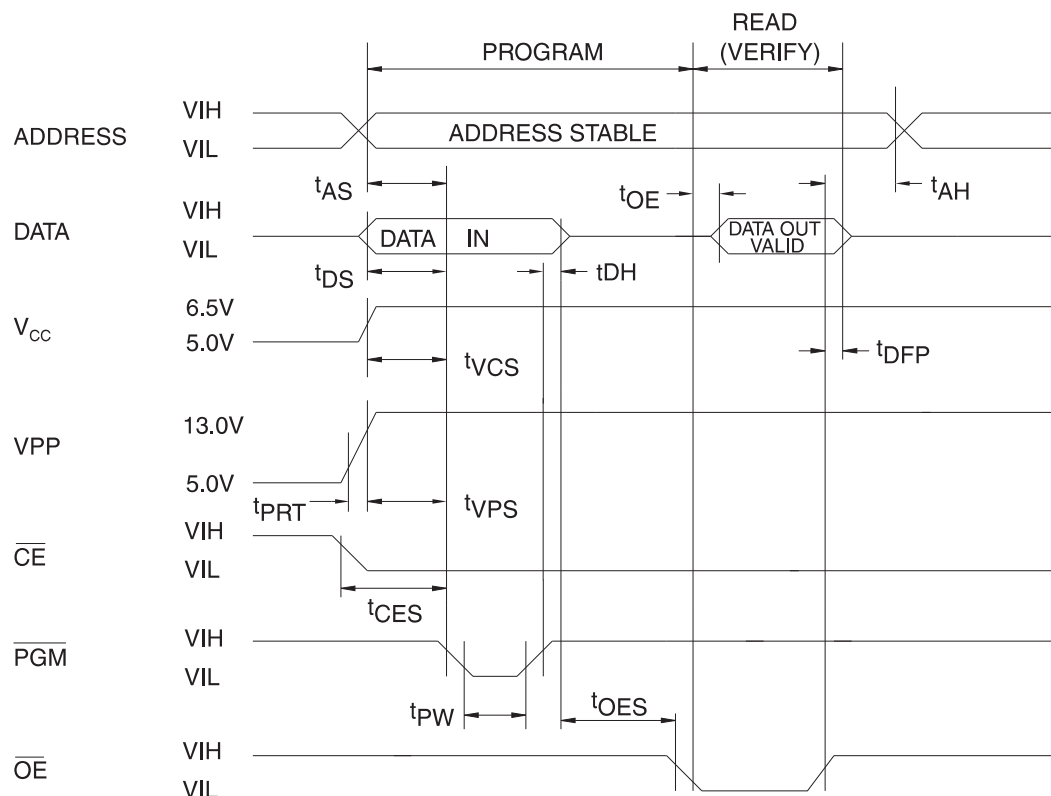 READ
PROGRAM (VERIFY)
ADDRESS VIH
VIL ADDRESS STABLE
tAS tOE tAH
DATA VIH
VIL DATA IN DATA OUT VALID
tDS tDH
VCC 6.5V
5.0V
tVCS tDFP
VPP 13.0V
5.0V
tPRT tVPS
CE VIH
VIL
tCES
PGM VIH
VIL
tPW tOES
OE VIH
VIL